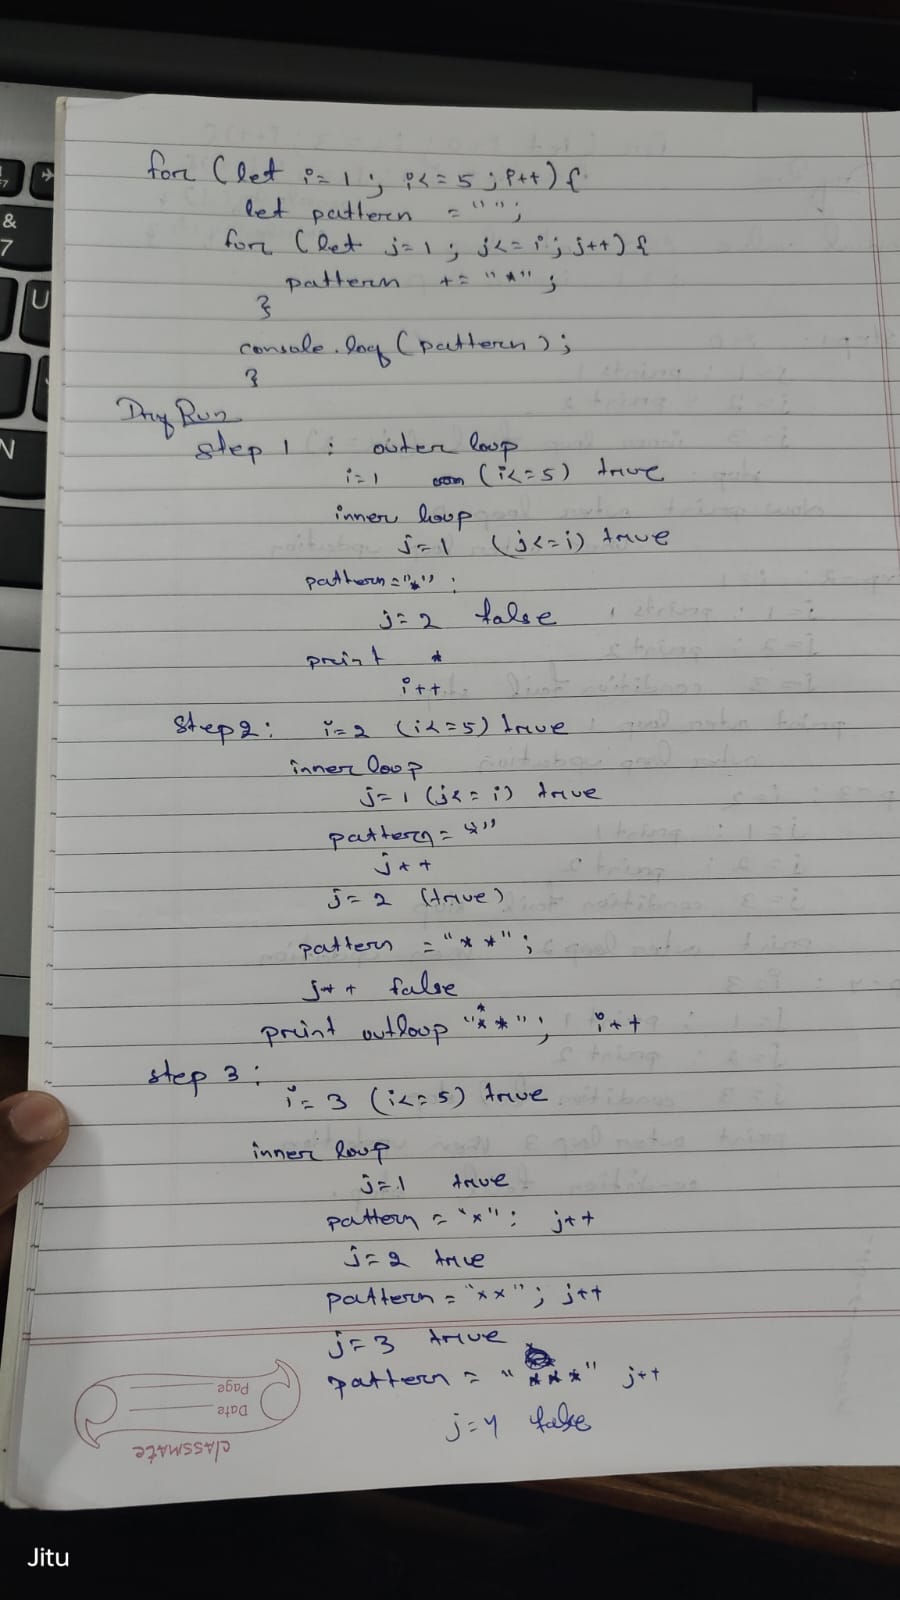 for (let i=1; i<=5; i++) {
let pattern = "";
for (let j=1; j<=i; j++) {
pattern += "*";
}
console.log(pattern);
}
Dry Run
step 1 : outer loop
i=1 (i<=5) true
inner loop
j=1 (j<=i) true
pattern="*";
j=2 false
print *
i++
Step 2: i=2 (i<=5) true
inner loop
j=1 (j<=i) true
pattern="*"
j++
j=2 (true)
pattern = "**";
j++ false
print outloop "**"; i++
step 3:
i=3 (i<=5) true
inner loop
j=1 true
pattern = "*"; j++
j=2 true
pattern = "**"; j++
j=3 true
pattern = "***" j++
j=4 false
classmate
Date
Page
& 7
U
N
Jitu